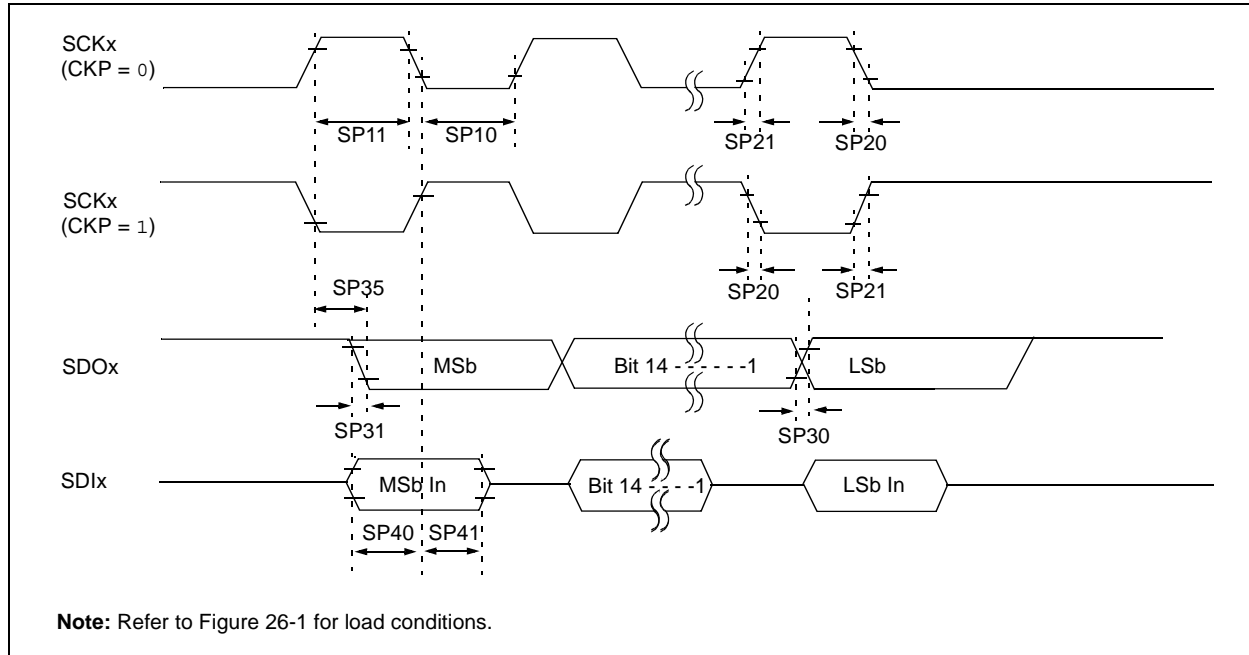 SCKx
(CKP = 0)
SP11
SP10
SP21
SP20
SCKx
(CKP = 1)
SP35
SP20
SP21
SDOx
MSb
Bit 14 - - - - - -1
LSb
SP31
SP30
SDIx
MSb In
Bit 14 - - - -1
LSb In
SP40
SP41
Note: Refer to Figure 26-1 for load conditions.